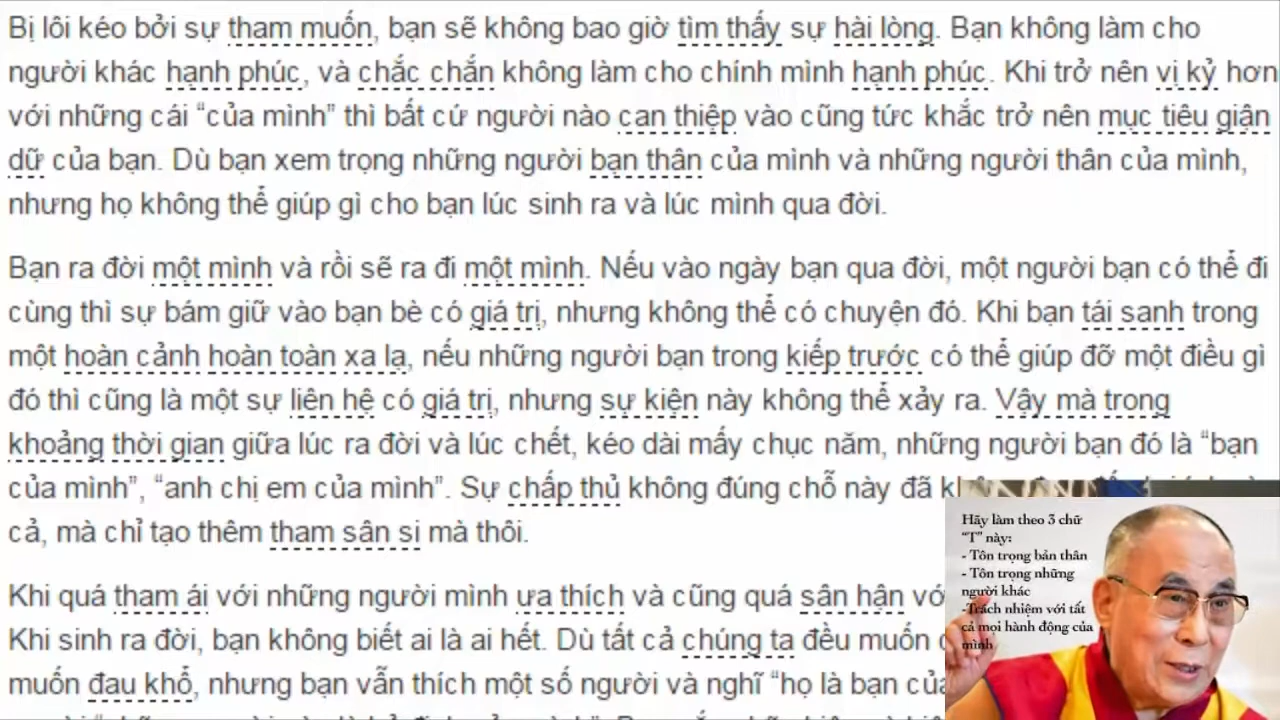 Bị lôi kéo bởi sự tham muốn, bạn sẽ không bao giờ tìm thấy sự hài lòng. Bạn không làm cho
người khác hạnh phúc, và chắc chắn không làm cho chính mình hạnh phúc. Khi trở nên vị kỷ hơn
với những cái “của mình” thì bất cứ người nào can thiệp vào cũng tức khắc trở nên mục tiêu giận
dữ của bạn. Dù bạn xem trọng những người bạn thân của mình và những người thân của mình,
nhưng họ không thể giúp gì cho bạn lúc sinh ra và lúc mình qua đời.
Bạn ra đời một mình và rồi sẽ ra đi một mình. Nếu vào ngày bạn qua đời, một người bạn có thể đi
cùng thì sự bám giữ vào bạn bè có giá trị, nhưng không thể có chuyện đó. Khi bạn tái sanh trong
một hoàn cảnh hoàn toàn xa lạ, nếu những người bạn trong kiếp trước có thể giúp đỡ một điều gì
đó thì cũng là một sự liên hệ có giá trị, nhưng sự kiện này không thể xảy ra. Vậy mà trong
khoảng thời gian giữa lúc ra đời và lúc chết, kéo dài mấy chục năm, những người bạn đó là “bạn
của mình”, “anh chị em của mình”. Sự chấp thủ không đúng chỗ này đã
cả, mà chỉ tạo thêm tham sân si mà thôi.
Khi quá tham ái với những người mình ưa thích và cũng quá sân hận
Khi sinh ra đời, bạn không biết ai là ai hết. Dù tất cả chúng ta đều muốn
muốn đau khổ, nhưng bạn vẫn thích một số người và nghĩ “họ là bạn
Hãy làm theo 3 chữ
“T” này:
- Tôn trọng bản thân
- Tôn trọng những
người khác
-Trách nhiệm với tất
cả mọi hành động của
mình